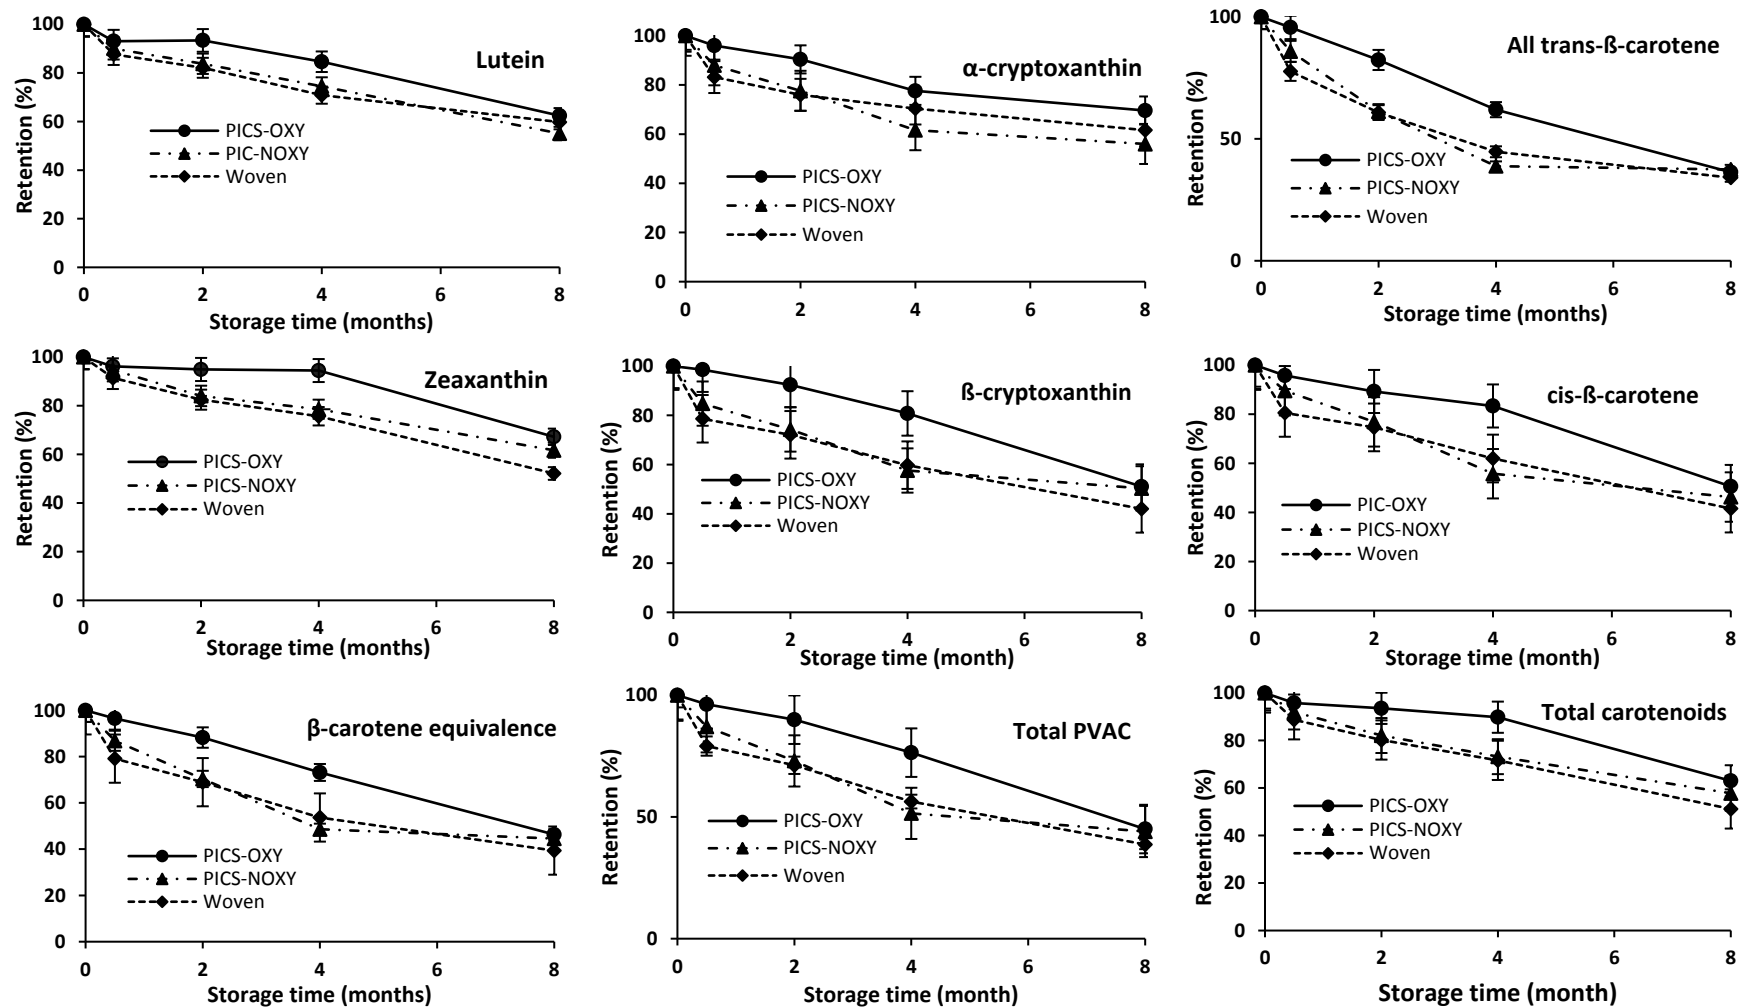 Lutein
Retention (%)
100
80
60
40
20
0
PICS-OXY
PIC-NOXY
Woven
0 2 4 6 8
Storage time (months)
α-cryptoxanthin
Retention (%)
100
80
60
40
20
0
PICS-OXY
PICS-NOXY
Woven
0 2 4 6 8
Storage time (months)
All trans-ß-carotene
Retention (%)
100
50
0
PICS-OXY
PICS-NOXY
Woven
0 2 4 6 8
Storage time (months)
Zeaxanthin
Retention (%)
100
80
60
40
20
0
PICS-OXY
PICS-NOXY
Woven
0 2 4 6 8
Storage time (months)
ß-cryptoxanthin
Retention (%)
100
80
60
40
20
0
PICS-OXY
PICS-NOXY
Woven
0 2 4 6 8
Storage time (month)
cis-ß-carotene
Retention (%)
100
80
60
40
20
0
PIC-OXY
PICS-NOXY
Woven
0 2 4 6 8
Storage time (month)
β-carotene equivalence
Retention (%)
100
80
60
40
20
0
PICS-OXY
PICS-NOXY
Woven
0 2 4 6 8
Storage time (month)
Total PVAC
Retention (%)
100
50
0
PICS-OXY
PICS-NOXY
Woven
0 2 4 6 8
Storage time (month)
Total carotenoids
Retention (%)
100
80
60
40
20
0
PICS-OXY
PICS-NOXY
Woven
0 2 4 6 8
Storage time (month)